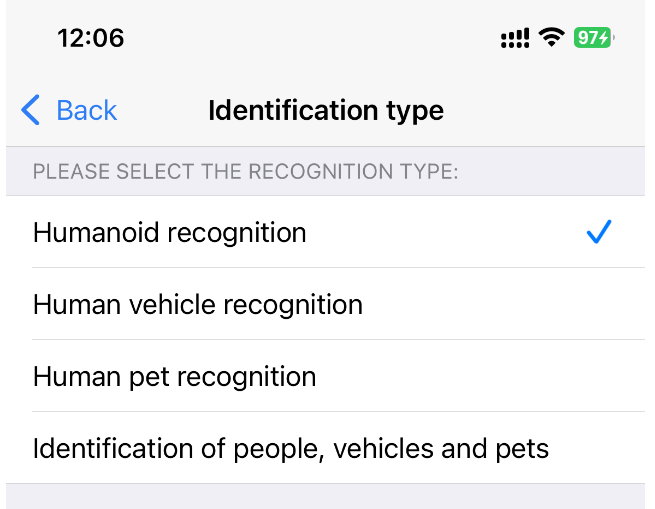 12:06
97
Back
Identification type
PLEASE SELECT THE RECOGNITION TYPE:
Humanoid recognition
Human vehicle recognition
Human pet recognition
Identification of people, vehicles and pets